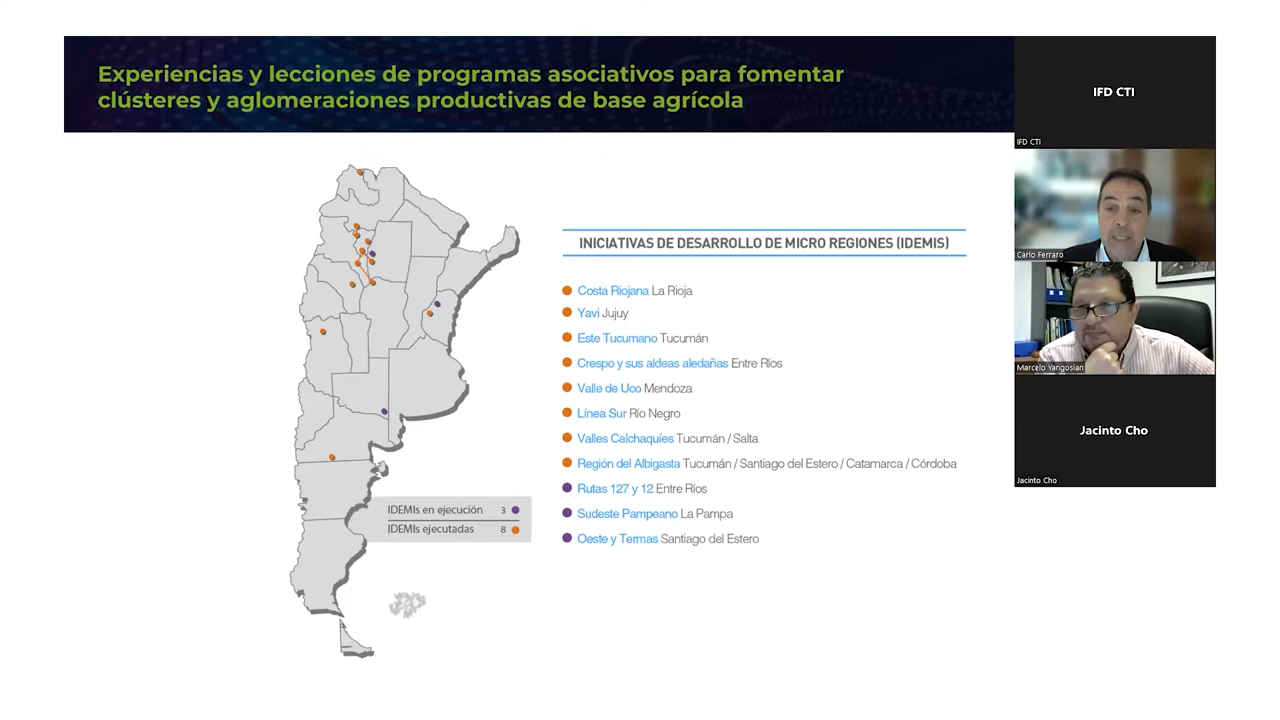 Experiencias y lecciones de programas asociativos para fomentar
clústeres y aglomeraciones productivas de base agrícola
INICIATIVAS DE DESARROLLO DE MICRO REGIONES (IDEMIS)
Costa Riojana La Rioja
Yavi Jujuy
Este Tucumano Tucumán
Crespo y sus aldeas aledañas Entre Ríos
Valle de Uco Mendoza
Línea Sur Río Negro
Valles Calchaquíes Tucumán / Salta
Región del Albigasta Tucumán / Santiago del Estero / Catamarca / Córdoba
Rutas 127 y 12 Entre Ríos
Sudeste Pampeano La Pampa
Oeste y Termas Santiago del Estero
IDEMIs en ejecución 3
IDEMIs ejecutadas 8
IFD CTI
IFD CTI
Carlo Ferraro
Marcelo Yangosian
Jacinto Cho
Jacinto Cho